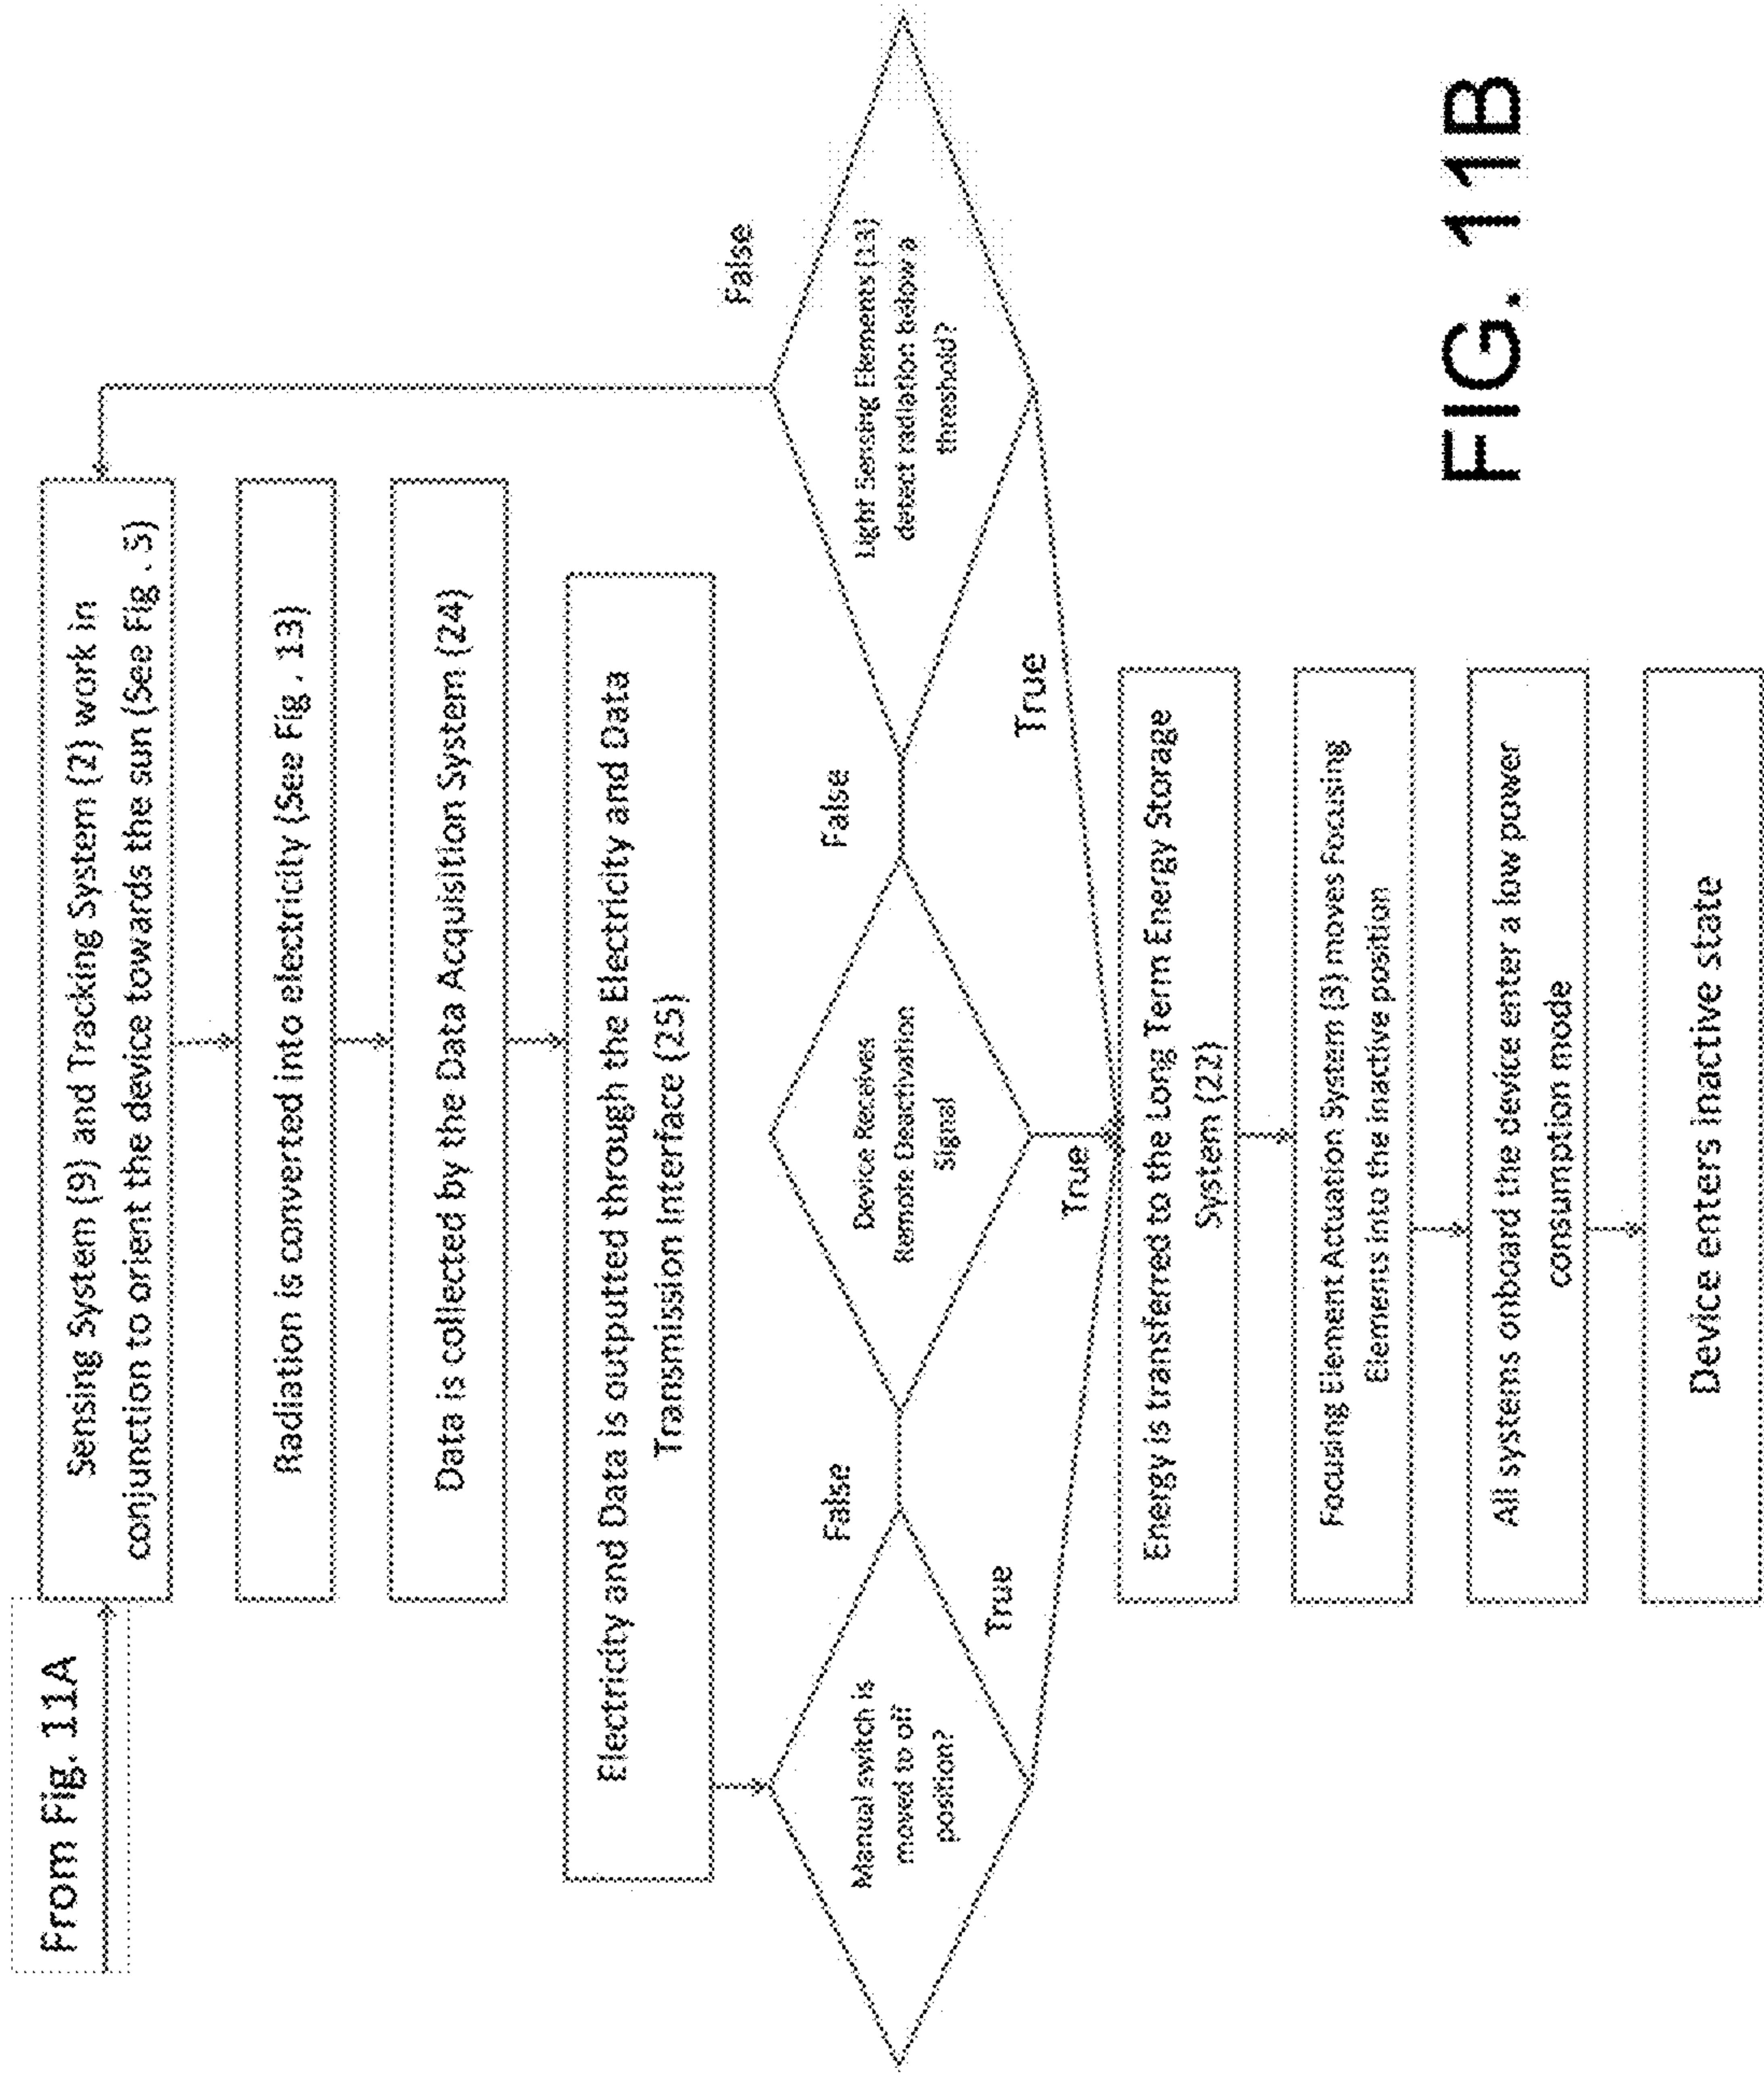 From Fig. 11A
Sensing System (9) and Tracking System (2) work in
conjunction to orient the device towards the sun (See Fig . 5)
Radiation is converted into electricity (See Fig . 13)
Data is collected by the Data Acquisition System (24)
Electricity and Data is outputted through the Electricity and Data
Transmission Interface (25)
Manual switch is
moved to off
position?
False
True
Device Receives
Remote Deactivation
Signal
False
True
Light Sensing Elements (13)
detect radiation below a
threshold?
False
True
Energy is transferred to the Long Term Energy Storage
System (22)
Focusing Element Actuation System (3) moves Focusing
Elements into the inactive position
All systems onboard the device enter a low power
consumption mode
Device enters inactive state
FIG. 11B